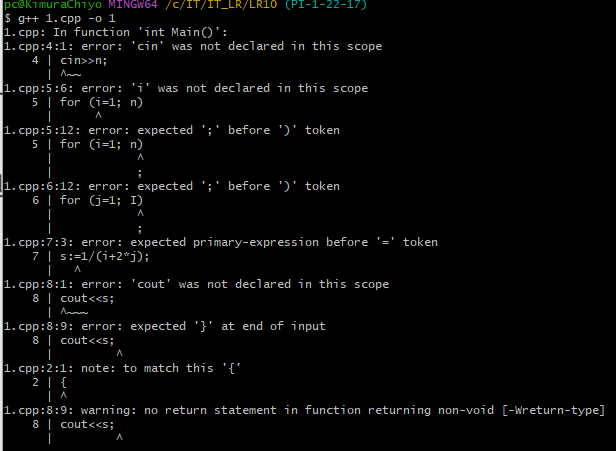 pc@KimuraChiyo MINGW64 /c/IT/IT_LR/LR10 (PI-1-22-17)
$ g++ 1.cpp -o 1
1.cpp: In function 'int Main()':
1.cpp:4:1: error: 'cin' was not declared in this scope
4 | cin>>n;
| ^~~
1.cpp:5:6: error: 'i' was not declared in this scope
5 | for (i=1; n)
| ^
1.cpp:5:12: error: expected ';' before ')' token
5 | for (i=1; n)
| ^
| ;
1.cpp:6:12: error: expected ';' before ')' token
6 | for (j=1; I)
| ^
| ;
1.cpp:7:3: error: expected primary-expression before '=' token
7 | s:=1/(i+2*j);
| ^
1.cpp:8:1: error: 'cout' was not declared in this scope
8 | cout<<s;
| ^~~~
1.cpp:8:9: error: expected '}' at end of input
8 | cout<<s;
| ^
1.cpp:2:1: note: to match this '{'
2 | {
| ^
1.cpp:8:9: warning: no return statement in function returning non-void [-Wreturn-type]
8 | cout<<s;
| ^